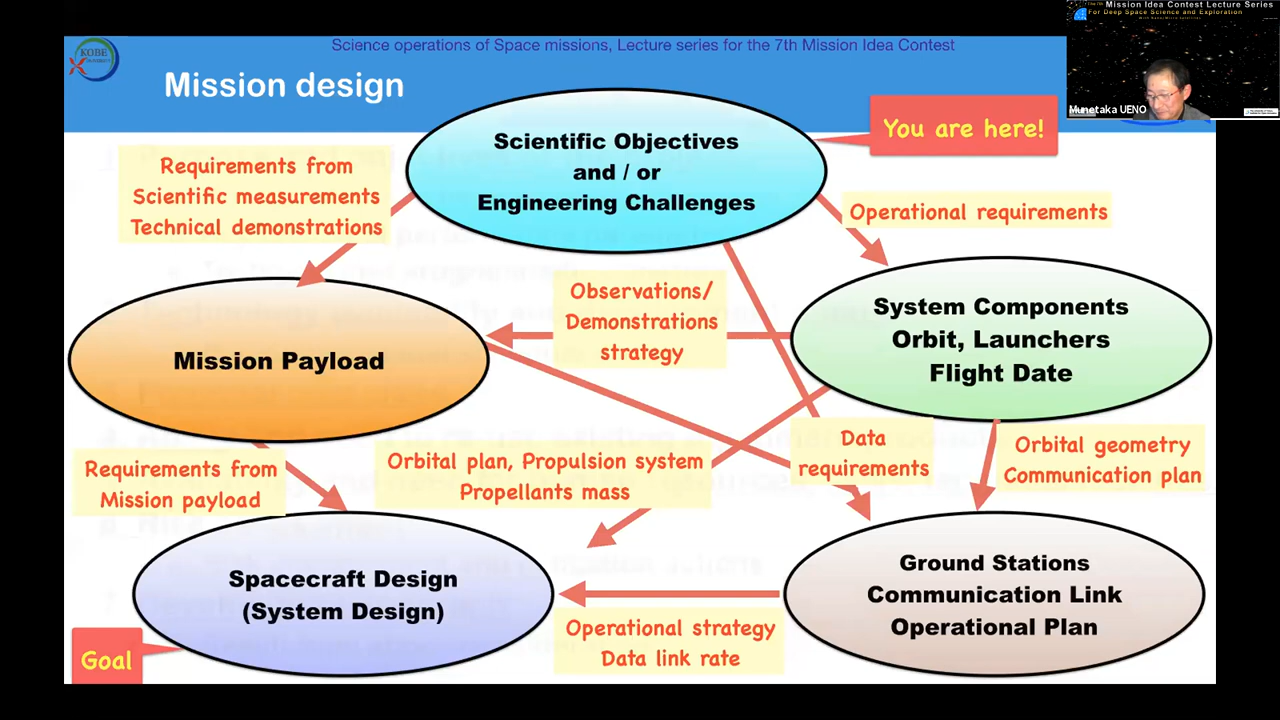 Science operations of Space missions, Lecture series for the 7th Mission Idea Contest
Mission Idea Contest Lecture Series
For Deep Space Science and Exploration
KOBE
Mission design
Munetaka UENO
Scientific Objectives
and / or
Engineering Challenges
You are here!
Requirements from
Scientific measurements
Technical demonstrations
Operational requirements
Observations/
Demonstrations
strategy
System Components
Orbit, Launchers
Flight Date
Mission Payload
Data
requirements
Orbital geometry
Communication plan
Requirements from
Mission payload
Orbital plan, Propulsion system
Propellants mass
Spacecraft Design
(System Design)
Ground Stations
Communication Link
Operational Plan
Operational strategy
Data link rate
Goal